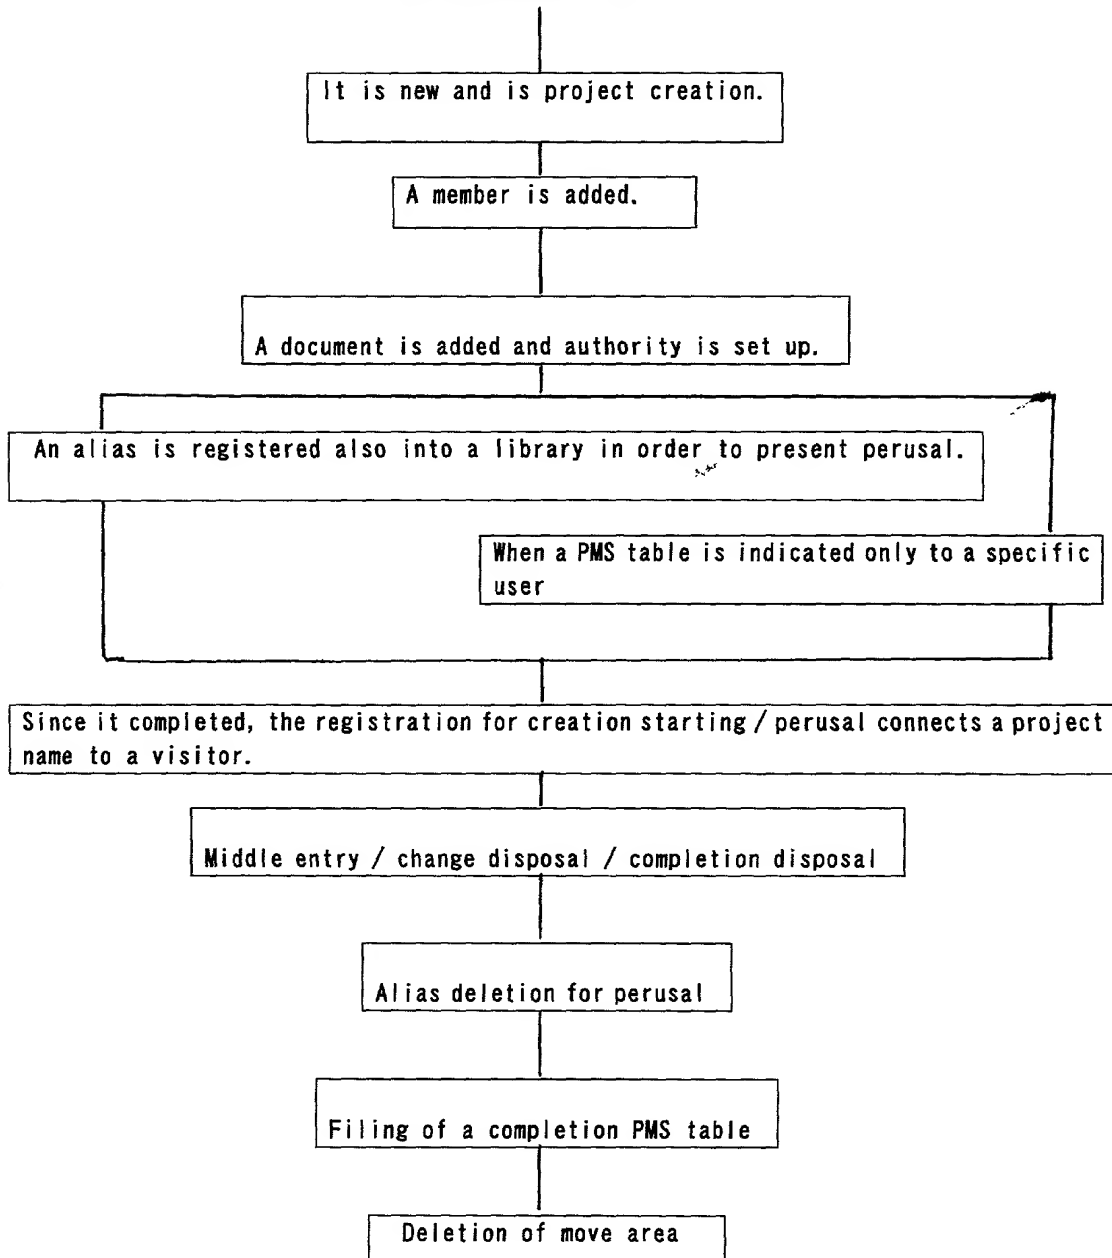 It is new and is project creation.
A member is added.
A document is added and authority is set up.
An alias is registered also into a library in order to present perusal.
When a PMS table is indicated only to a specific
user
Since it completed, the registration for creation starting / perusal connects a project
name to a visitor.
Middle entry / change disposal / completion disposal
Alias deletion for perusal
Filing of a completion PMS table
Deletion of move area